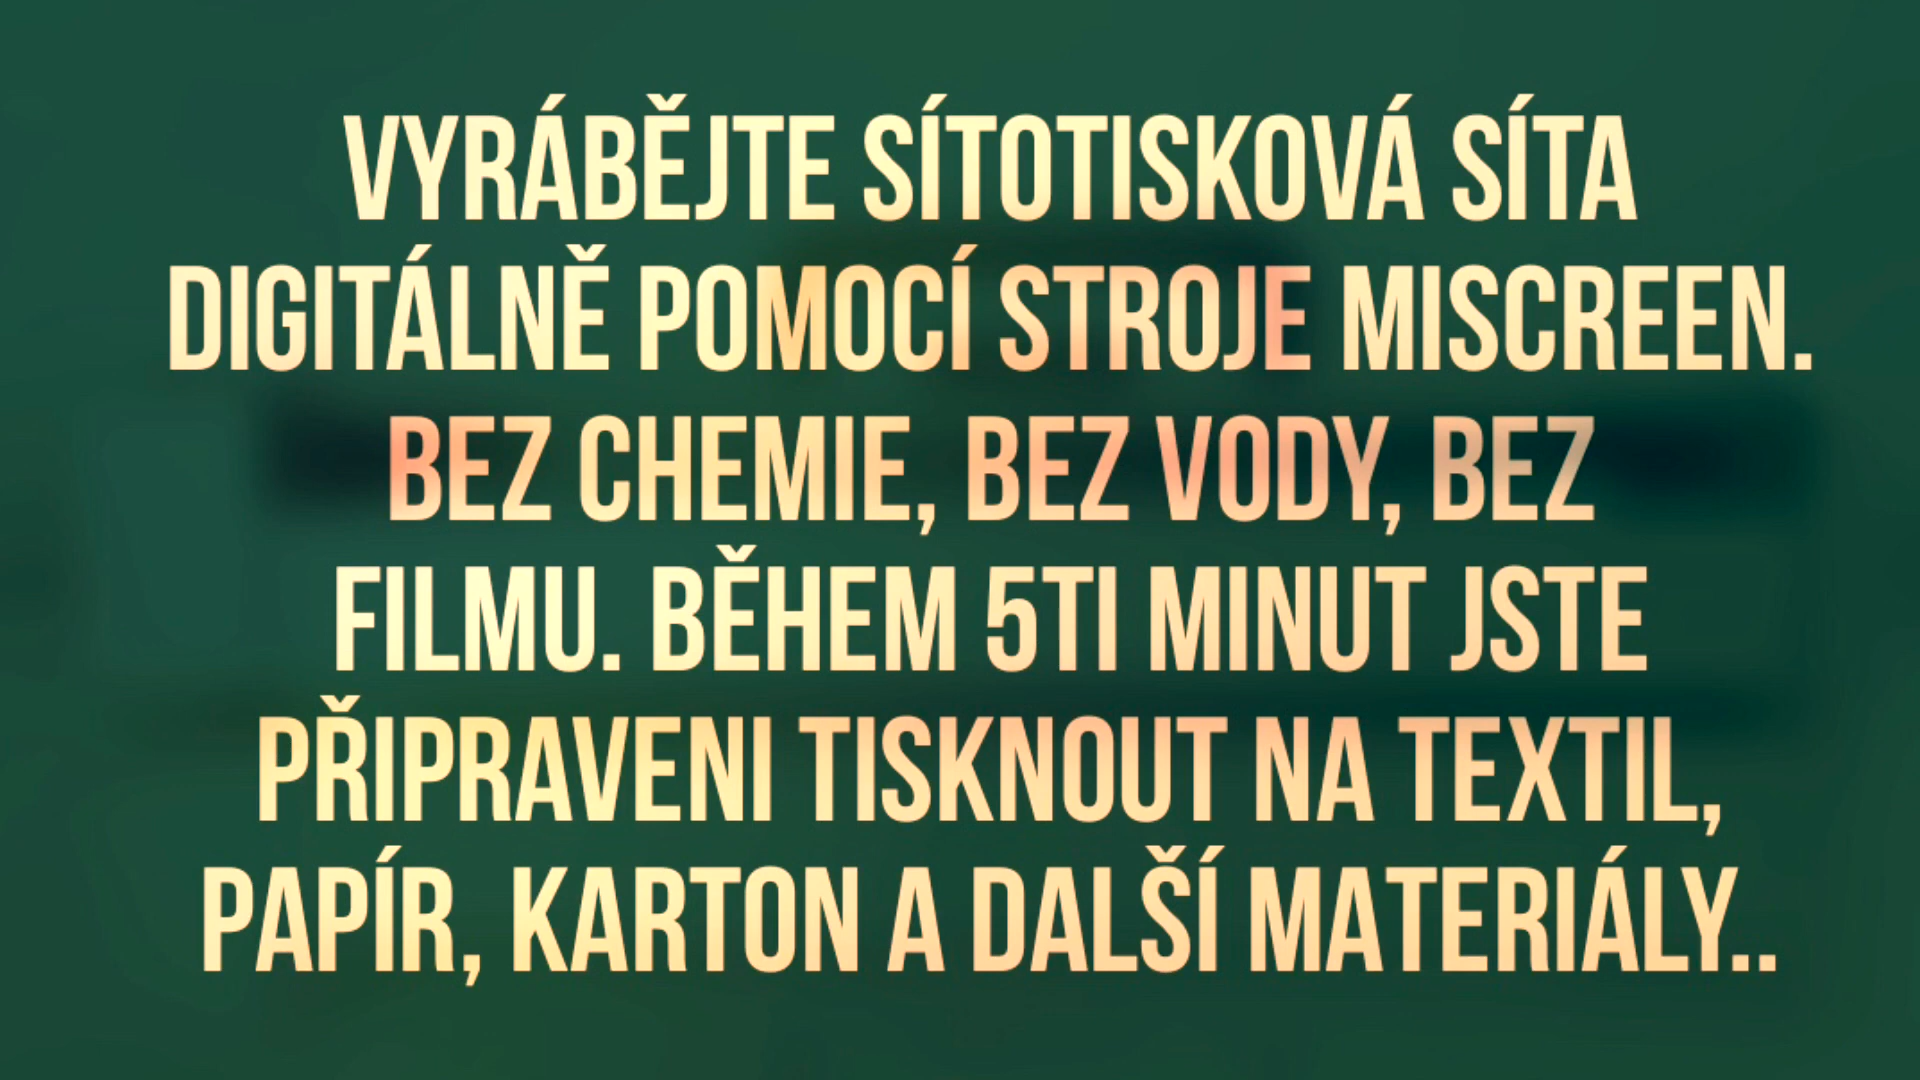 VYRÁBĚJTE SÍTOTISKOVÁ SÍTA
DIGITÁLNĚ POMOCÍ STROJE MISCREEN.
BEZ CHEMIE, BEZ VODY, BEZ
FILMU. BĚHEM 5TI MINUT JSTE
PŘIPRAVENI TISKNOUT NA TEXTIL,
PAPÍR, KARTON A DALŠÍ MATERIÁLY..